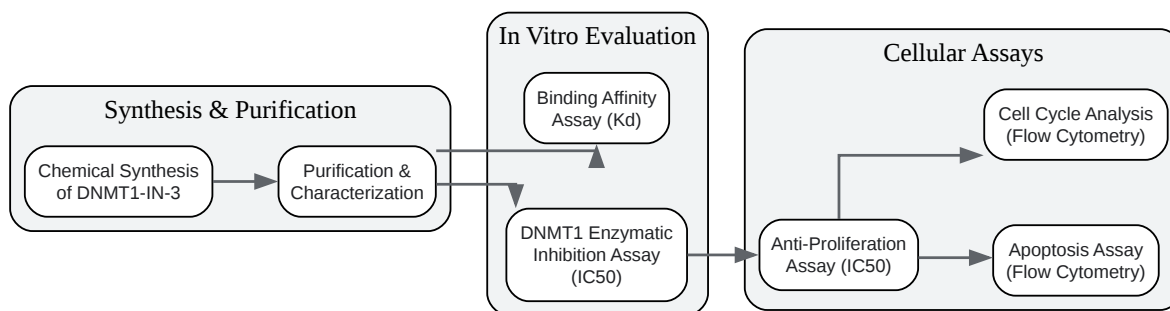 Synthesis & Purification
Chemical Synthesis
of DNMT1-IN-3
Purification &
Characterization
In Vitro Evaluation
Binding Affinity
Assay (Kd)
DNMT1 Enzymatic
Inhibition Assay
(IC50)
Cellular Assays
Anti-Proliferation
Assay (IC50)
Cell Cycle Analysis
(Flow Cytometry)
Apoptosis Assay
(Flow Cytometry)